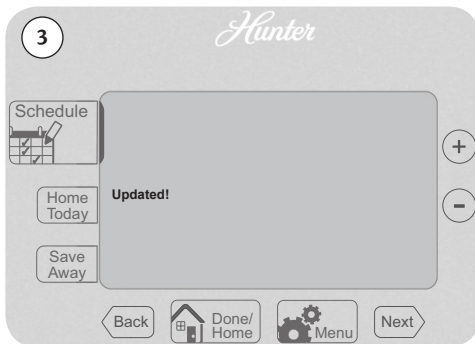 3
Hunter
Schedule
+
Home
Today
Updated!
-
Save
Away
Back
Done/
Home
Menu
Next